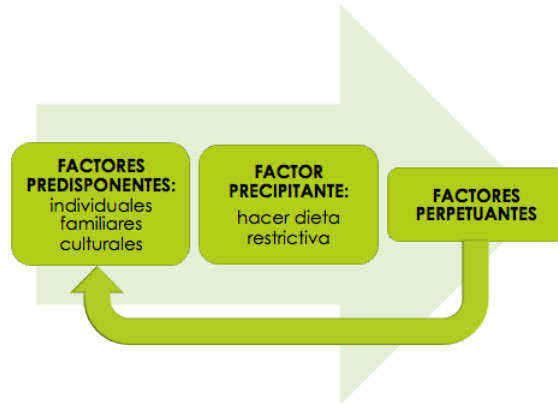 FACTORES
PREDISPONENTES:
individuales
familiares
culturales
FACTOR
PRECIPITANTE:
hacer dieta
restrictiva
FACTORES
PERPETUANTES